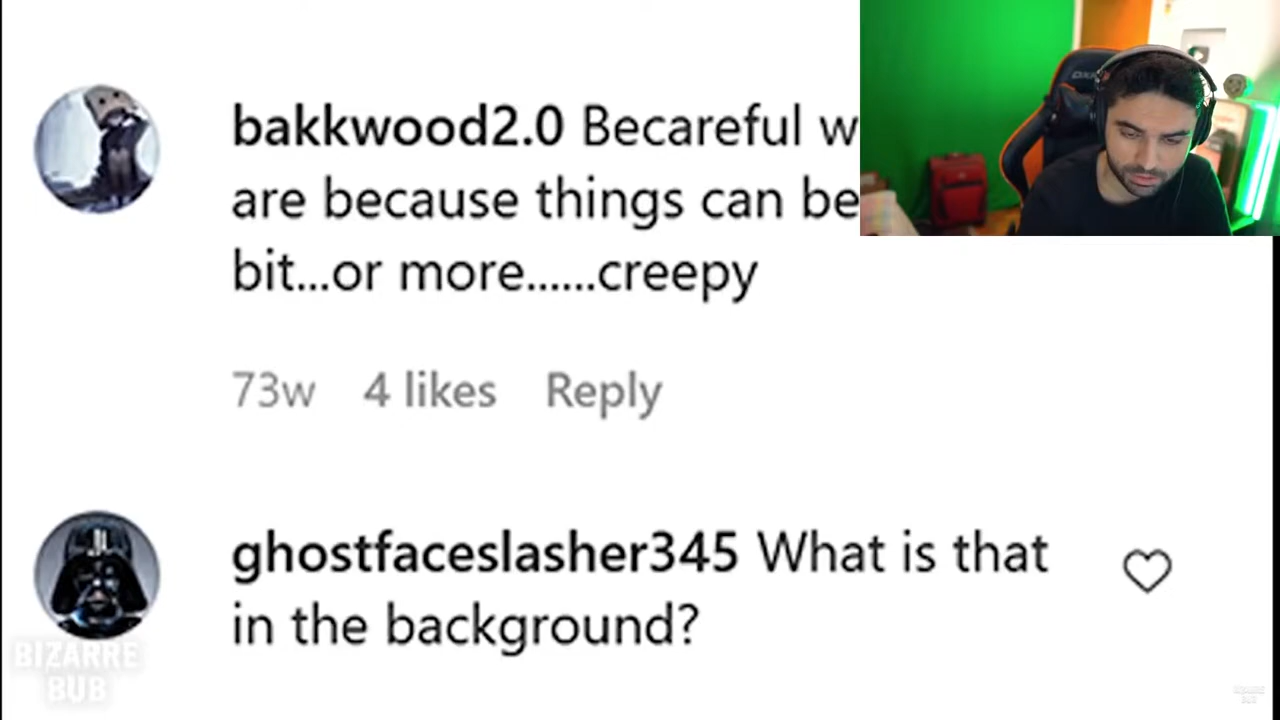 bakkwood2.0 Becareful w
are because things can be
bit...or more......creepy
73w 4 likes Reply
ghostfaceslasher345 What is that
in the background?
BIZARRE
BUB